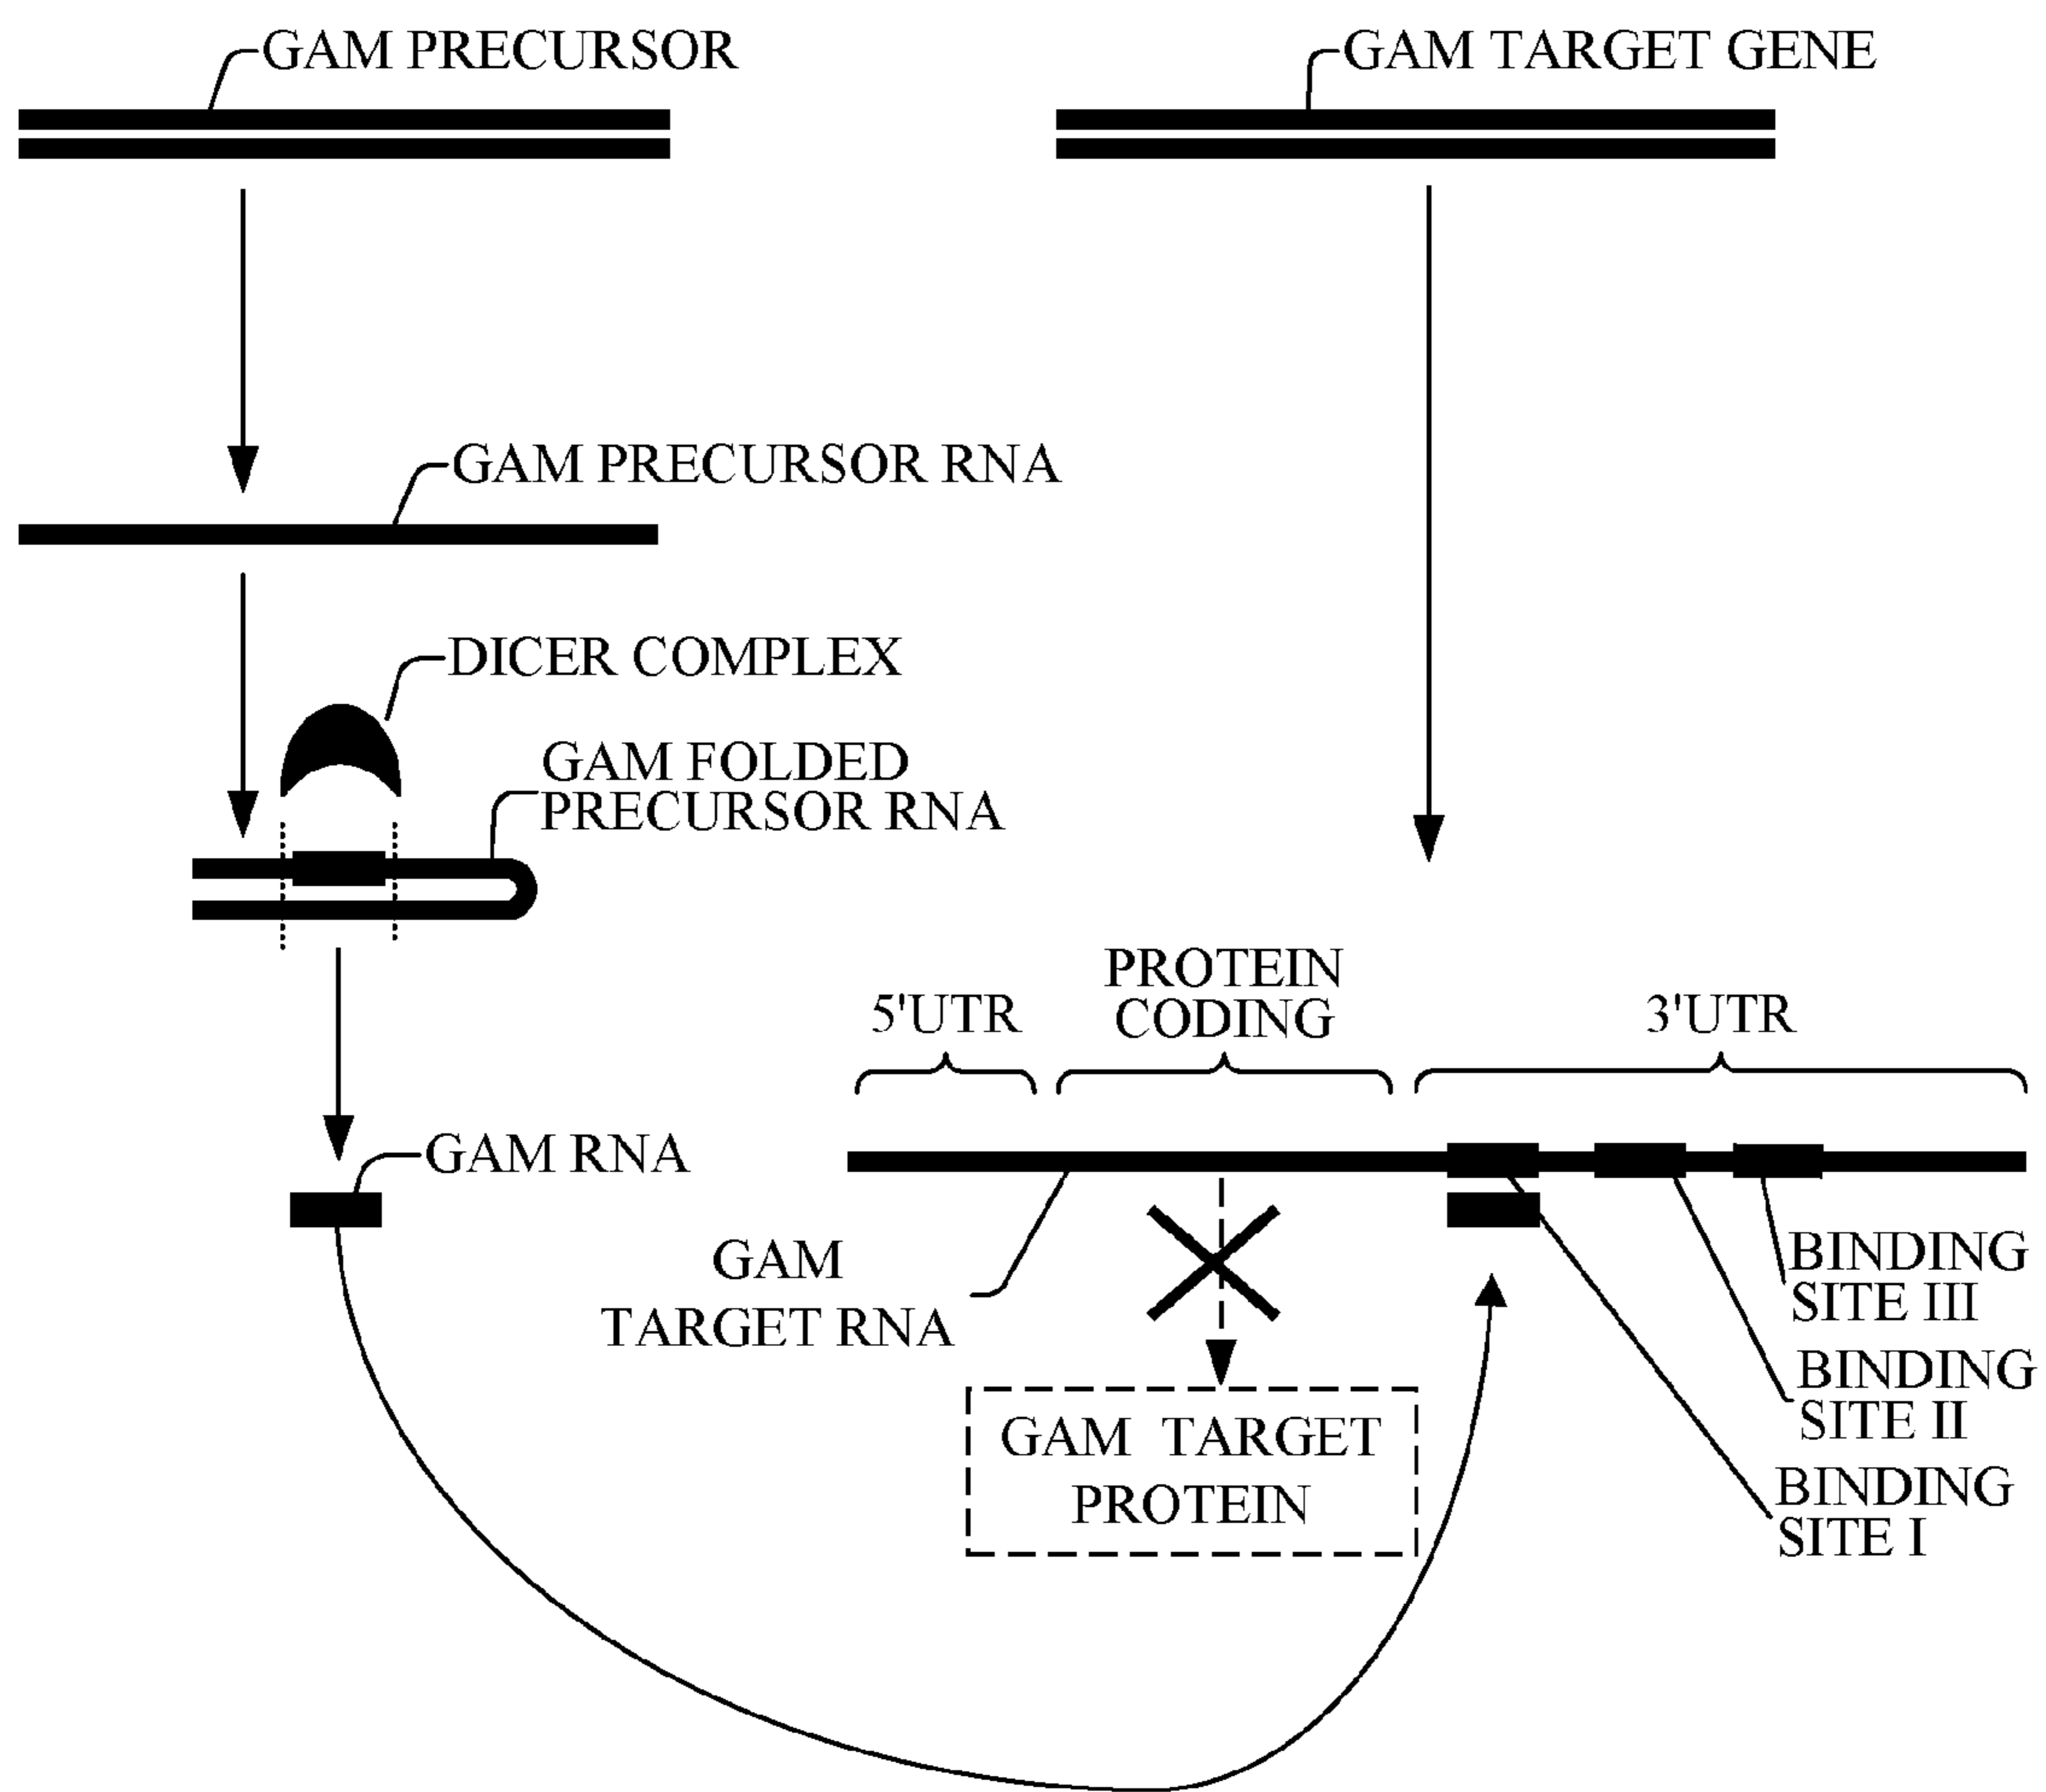 GAM PRECURSOR
GAM TARGET GENE
GAM PRECURSOR RNA
DICER COMPLEX
GAM FOLDED
PRECURSOR RNA
PROTEIN
CODING
5'UTR
3'UTR
GAM RNA
GAM
TARGET RNA
BINDING
SITE III
BINDING
SITE II
BINDING
SITE I
GAM TARGET
PROTEIN